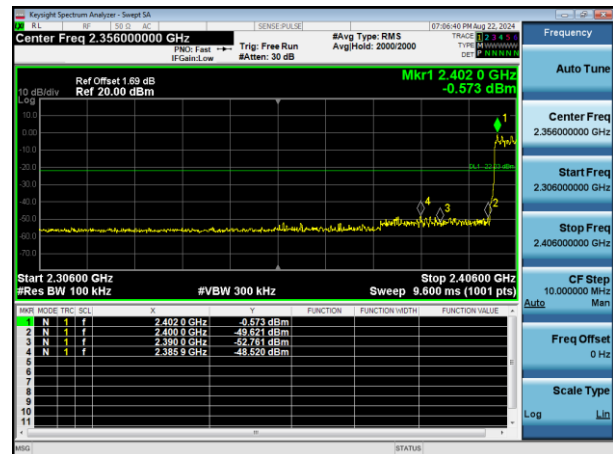 Keysight Spectrum Analyzer - Swept SA
RL RF 50 Ω AC SENSE:PULSE 07:06:40 PM Aug 22, 2024
Center Freq 2.356000000 GHz
PNO: Fast
IFGain:Low
Trig: Free Run
#Atten: 30 dB
#Avg Type: RMS
Avg|Hold: 2000/2000
TRACE 1 2 3 4 5 6
TYPE M W W W W W
DET P N N N N N
Frequency
Auto Tune
Center Freq
2.356000000 GHz
Start Freq
2.306000000 GHz
Stop Freq
2.406000000 GHz
CF Step
10.000000 MHz
Auto Man
Freq Offset
0 Hz
Scale Type
Log Lin
Ref Offset 1.69 dB
10 dB/div Ref 20.00 dBm
Log
Mkr1 2.402 0 GHz
-0.573 dBm
10.0
0.00
-10.0
-20.0
-30.0
-40.0
-50.0
-60.0
-70.0
1
4
3
2
Start 2.30600 GHz Stop 2.40600 GHz
#Res BW 100 kHz #VBW 300 kHz Sweep 9.600 ms (1001 pts)
MKR MODE TRC SCL X Y FUNCTION FUNCTION WIDTH FUNCTION VALUE
1 N 1 f 2.402 0 GHz -0.573 dBm
2 N 1 f 2.400 0 GHz -49.621 dBm
3 N 1 f 2.390 0 GHz -52.761 dBm
4 N 1 f 2.385 9 GHz -48.520 dBm
5
6
7
8
9
10
11
MSG STATUS